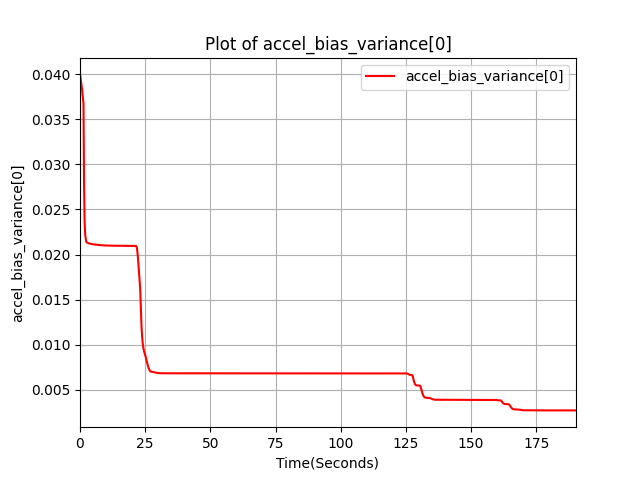 Plot of accel_bias_variance[0]
accel_bias_variance[0]
0.040
0.035
0.030
0.025
0.020
0.015
0.010
0.005
accel_bias_variance[0]
0 25 50 75 100 125 150 175
Time(Seconds)